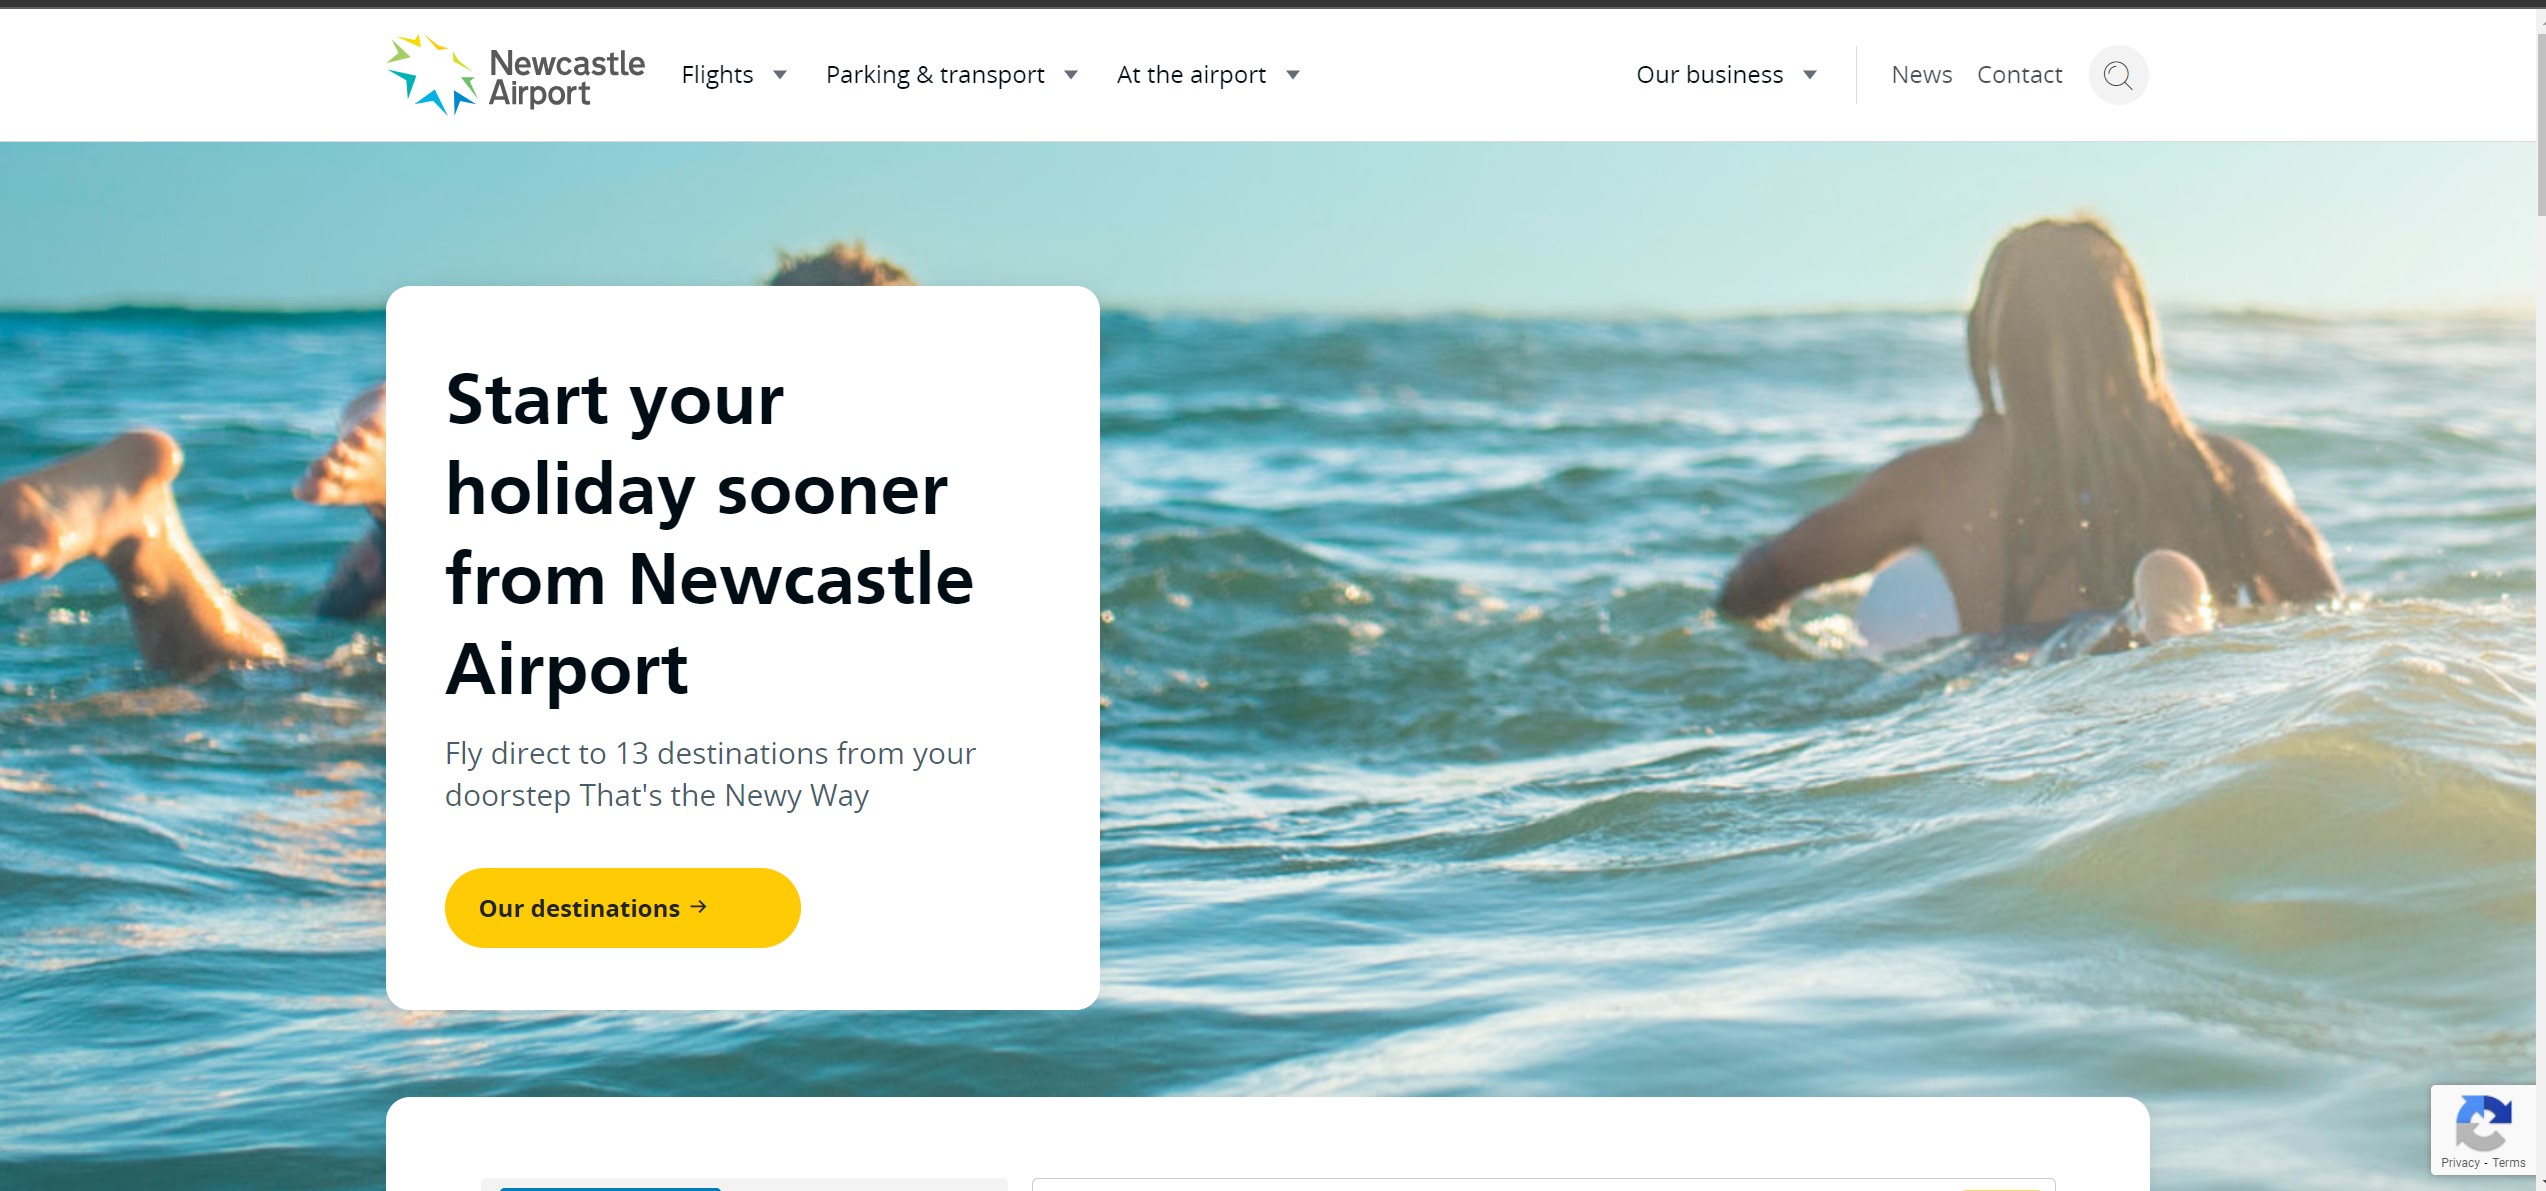 Newcastle
Airport
Flights
Parking & transport
At the airport
Our business
News
Contact
Start your
holiday sooner
from Newcastle
Airport
Fly direct to 13 destinations from your
doorstep That's the Newy Way
Our destinations →
Privacy - Terms